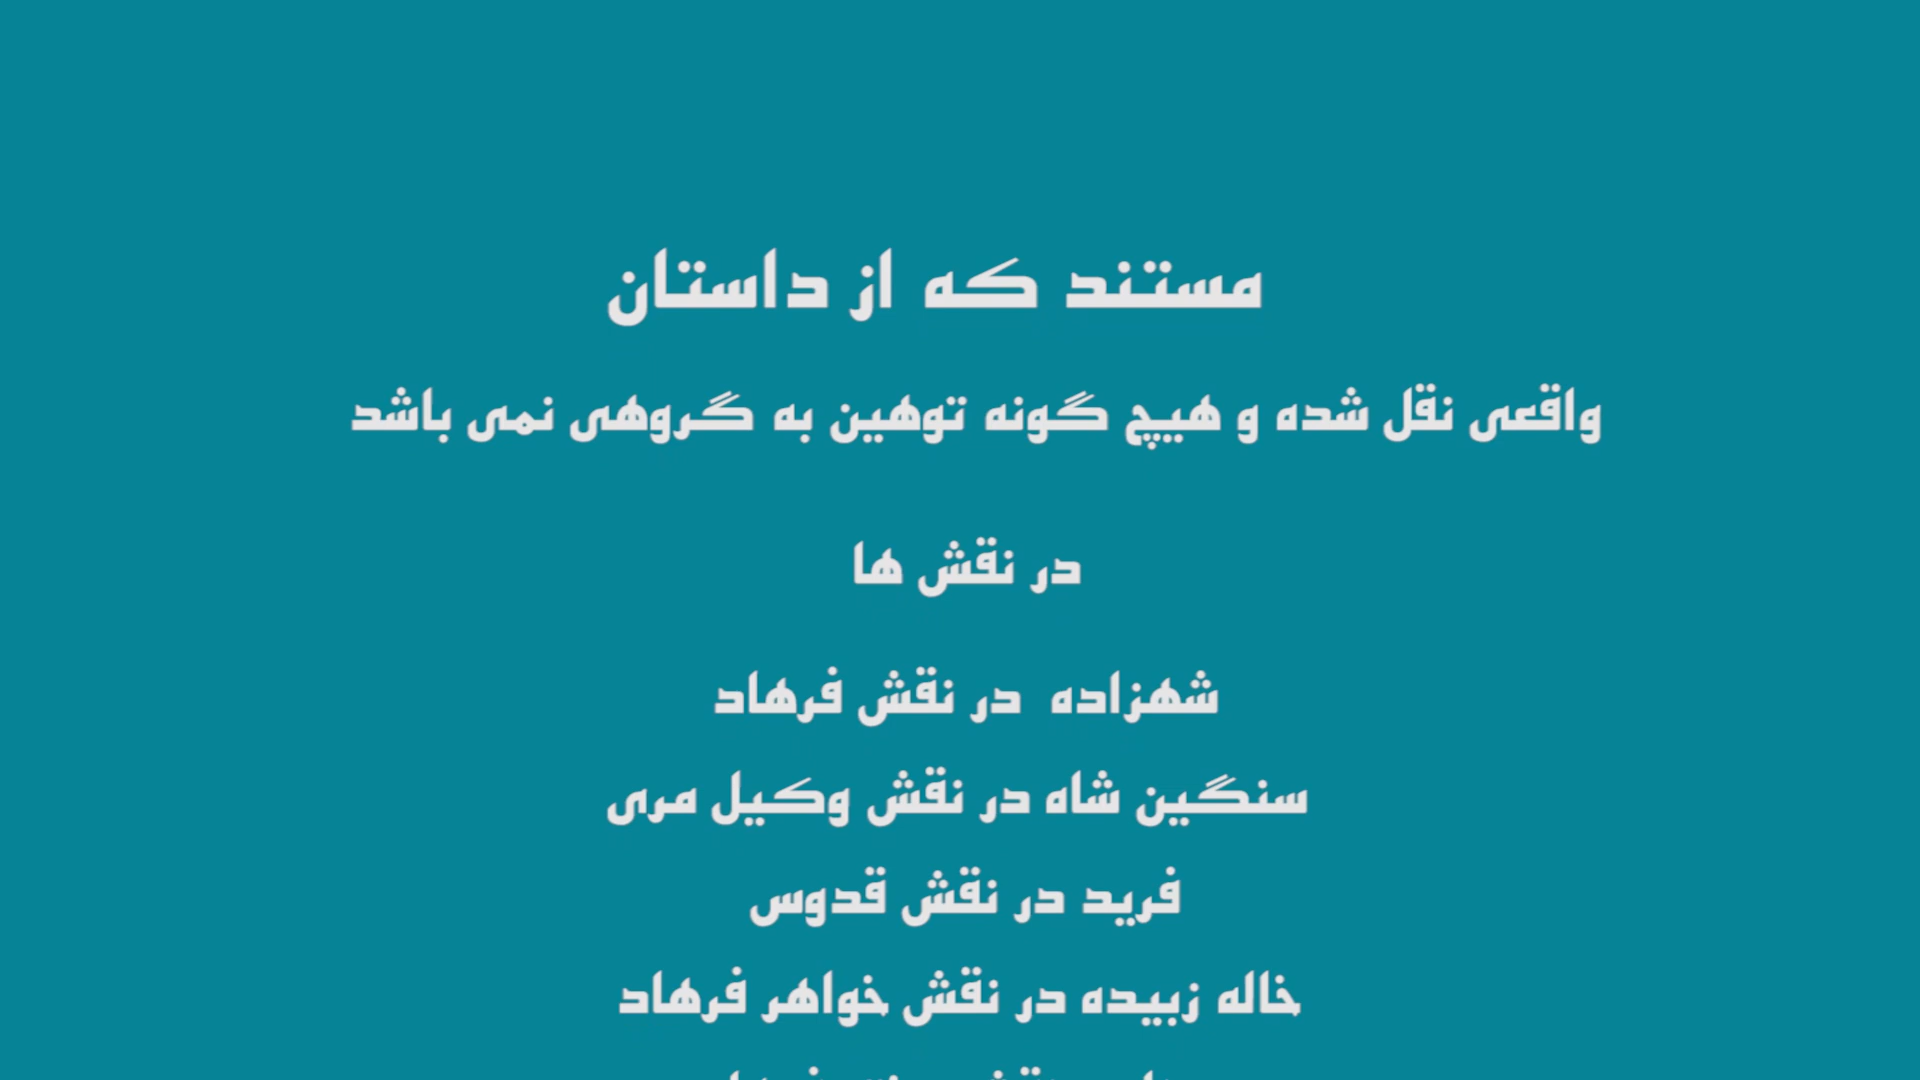 مستند که از داستان
واقعی نقل شده و هیچ گونه توهین به گروهی نمی باشد
در نقش ها
شهزاده در نقش فرهاد
سنگین شاه در نقش وکیل مری
فرید در نقش قدوس
خاله زبیده در نقش خواهر فرهاد